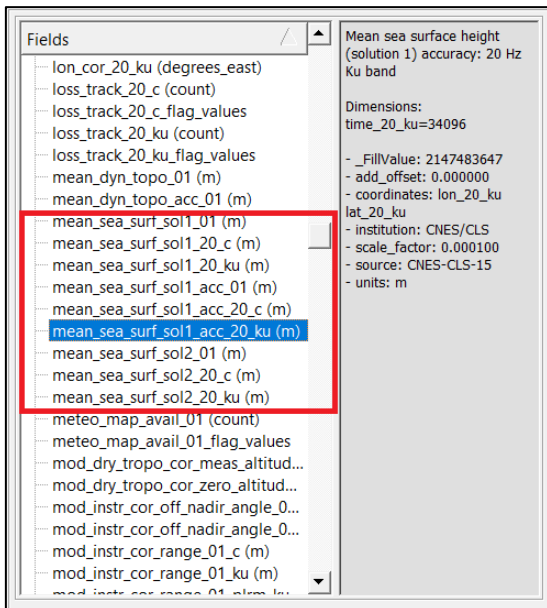 Fields
lon_cor_20_ku (degrees_east)
loss_track_20_c (count)
loss_track_20_c_flag_values
loss_track_20_ku (count)
loss_track_20_ku_flag_values
mean_dyn_topo_01 (m)
mean_dyn_topo_acc_01 (m)
mean_sea_surf_sol1_01 (m)
mean_sea_surf_sol1_20_c (m)
mean_sea_surf_sol1_20_ku (m)
mean_sea_surf_sol1_acc_01 (m)
mean_sea_surf_sol1_acc_20_c (m)
mean_sea_surf_sol1_acc_20_ku (m)
mean_sea_surf_sol2_01 (m)
mean_sea_surf_sol2_20_c (m)
mean_sea_surf_sol2_20_ku (m)
meteo_map_avail_01 (count)
meteo_map_avail_01_flag_values
mod_dry_tropo_cor_meas_altitud...
mod_dry_tropo_cor_zero_altitud...
mod_instr_cor_off_nadir_angle_0...
mod_instr_cor_off_nadir_angle_0...
mod_instr_cor_range_01_c (m)
mod_instr_cor_range_01_ku (m)
mod_instr_cor_range_01_plrm_ku
Mean sea surface height
(solution 1) accuracy: 20 Hz
Ku band
Dimensions:
time_20_ku=34096
- _FillValue: 2147483647
- add_offset: 0.000000
- coordinates: lon_20_ku
lat_20_ku
- institution: CNES/CLS
- scale_factor: 0.000100
- source: CNES-CLS-15
- units: m